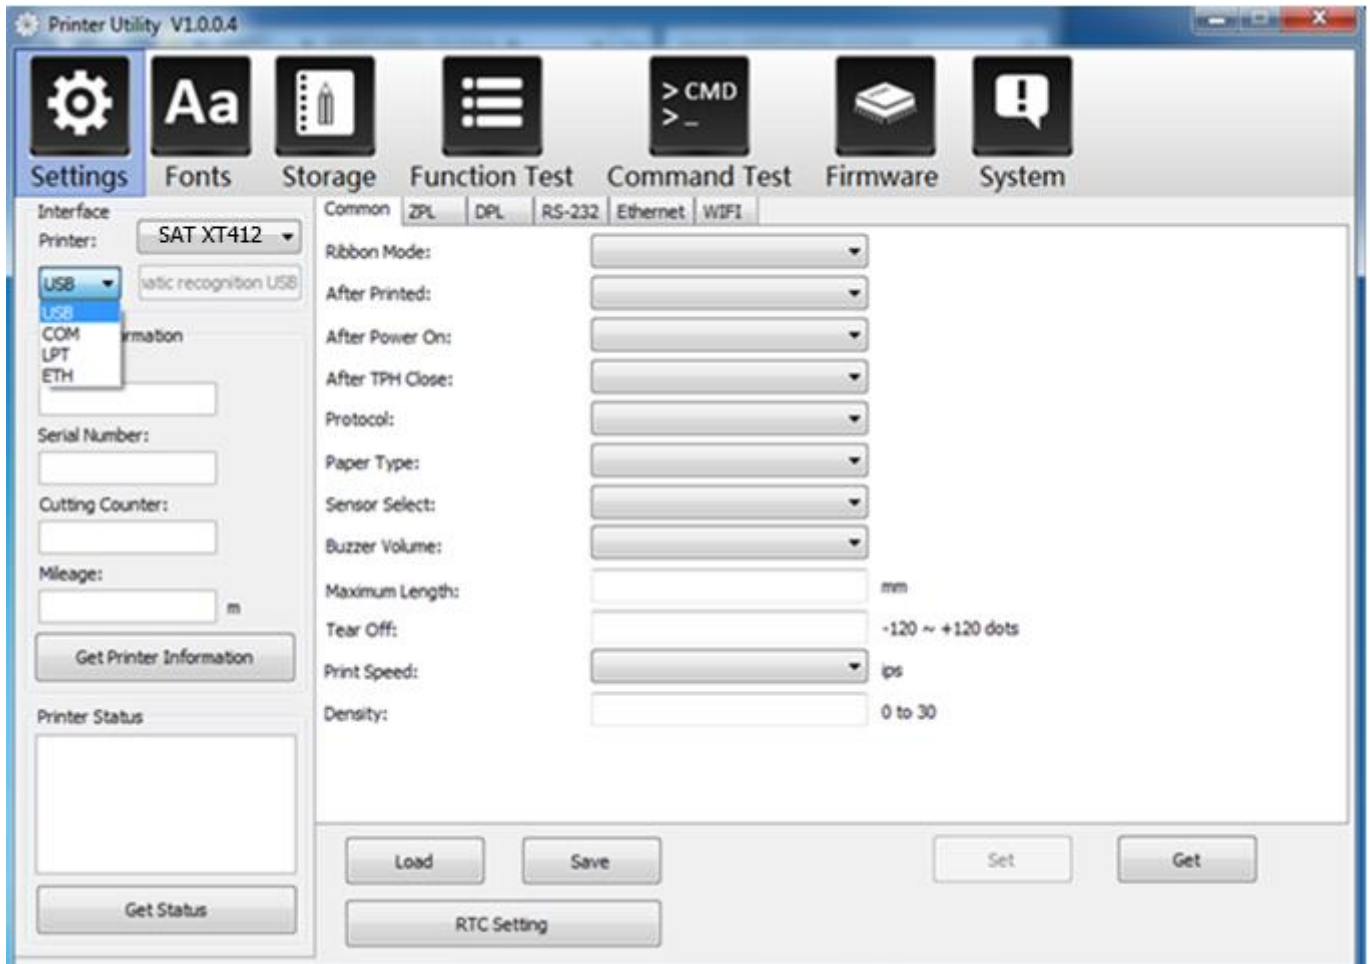 Printer Utility V1.0.0.4
Aa
> CMD
> _
Settings Fonts Storage Function Test Command Test Firmware System
Interface
Printer: SAT XT412
USB
natic recognition USB
USB
COM
LPT
ETH
rmation
Serial Number:
Cutting Counter:
Mileage:
m
Get Printer Information
Printer Status
Get Status
Common ZPL DPL RS-232 Ethernet WIFI
Ribbon Mode:
After Printed:
After Power On:
After TPH Close:
Protocol:
Paper Type:
Sensor Select:
Buzzer Volume:
Maximum Length: mm
Tear Off: -120 ~ +120 dots
Print Speed: ips
Density: 0 to 30
Load Save Set Get
RTC Setting